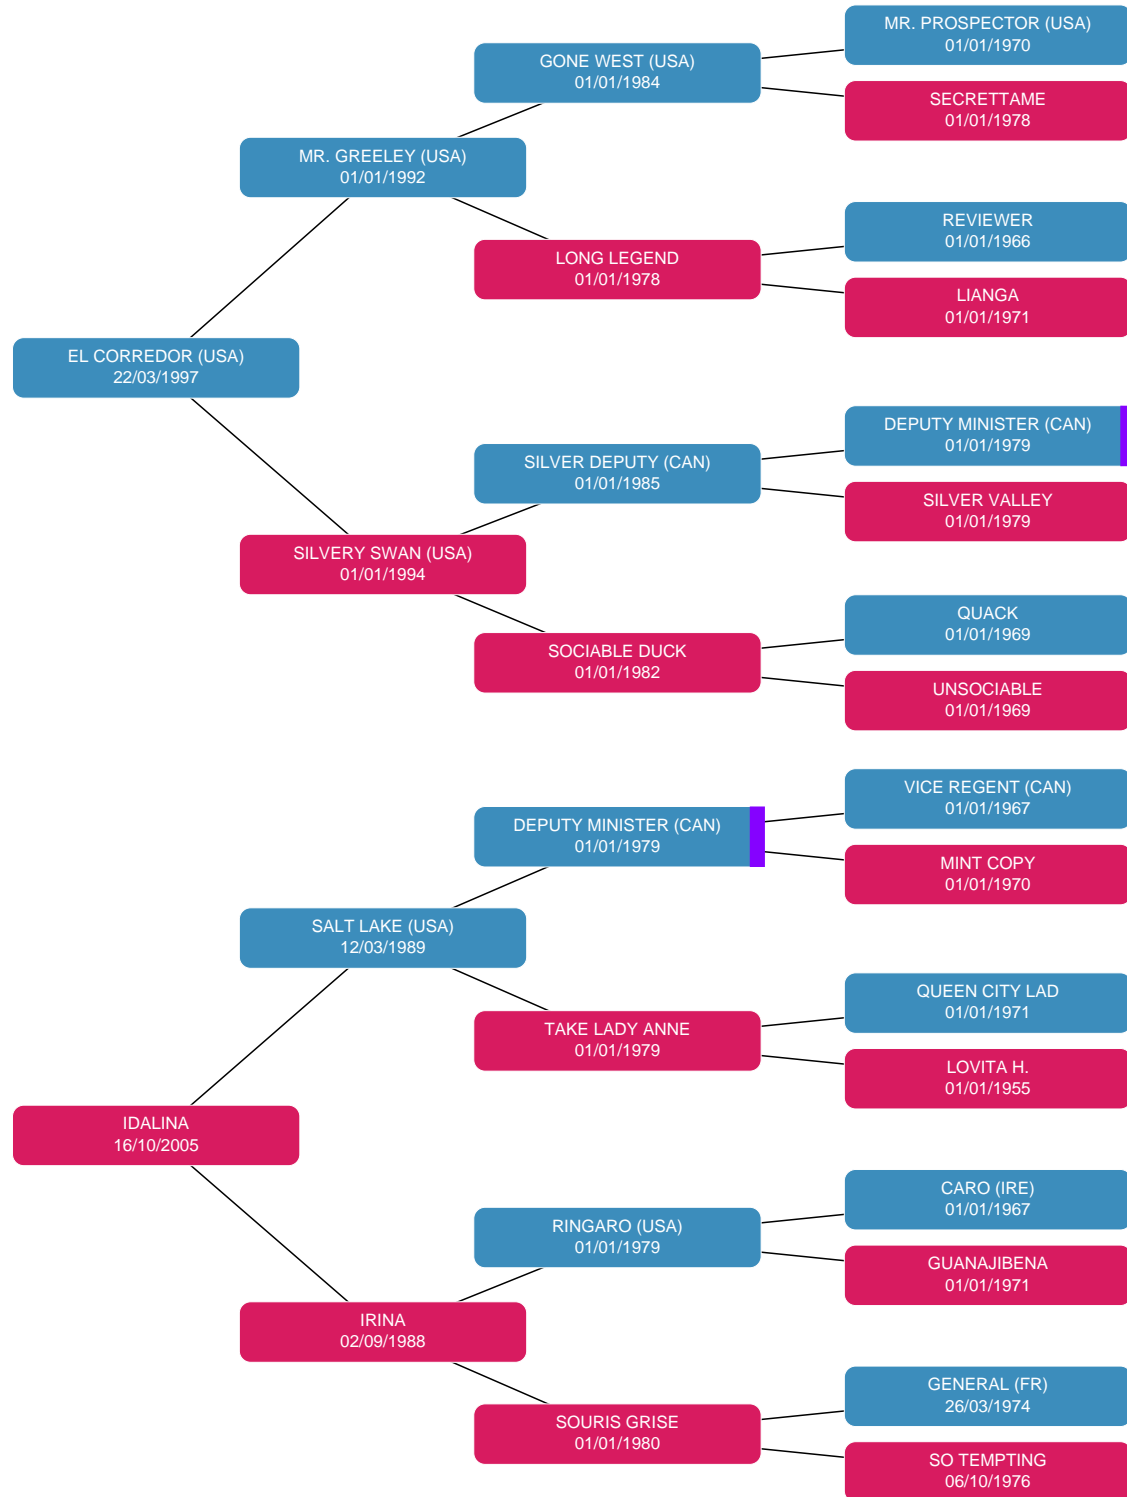 MR. PROSPECTOR (USA)
01/01/1970
GONE WEST (USA)
01/01/1984
SECRETTAME
01/01/1978
MR. GREELEY (USA)
01/01/1992
REVIEWER
01/01/1966
LONG LEGEND
01/01/1978
LIANGA
01/01/1971
EL CORREDOR (USA)
22/03/1997
DEPUTY MINISTER (CAN)
01/01/1979
SILVER DEPUTY (CAN)
01/01/1985
SILVER VALLEY
01/01/1979
SILVERY SWAN (USA)
01/01/1994
QUACK
01/01/1969
SOCIABLE DUCK
01/01/1982
UNSOCIABLE
01/01/1969
VICE REGENT (CAN)
01/01/1967
DEPUTY MINISTER (CAN)
01/01/1979
MINT COPY
01/01/1970
SALT LAKE (USA)
12/03/1989
QUEEN CITY LAD
01/01/1971
TAKE LADY ANNE
01/01/1979
LOVITA H.
01/01/1955
IDALINA
16/10/2005
CARO (IRE)
01/01/1967
RINGARO (USA)
01/01/1979
GUANAJIBENA
01/01/1971
IRINA
02/09/1988
GENERAL (FR)
26/03/1974
SOURIS GRISE
01/01/1980
SO TEMPTING
06/10/1976